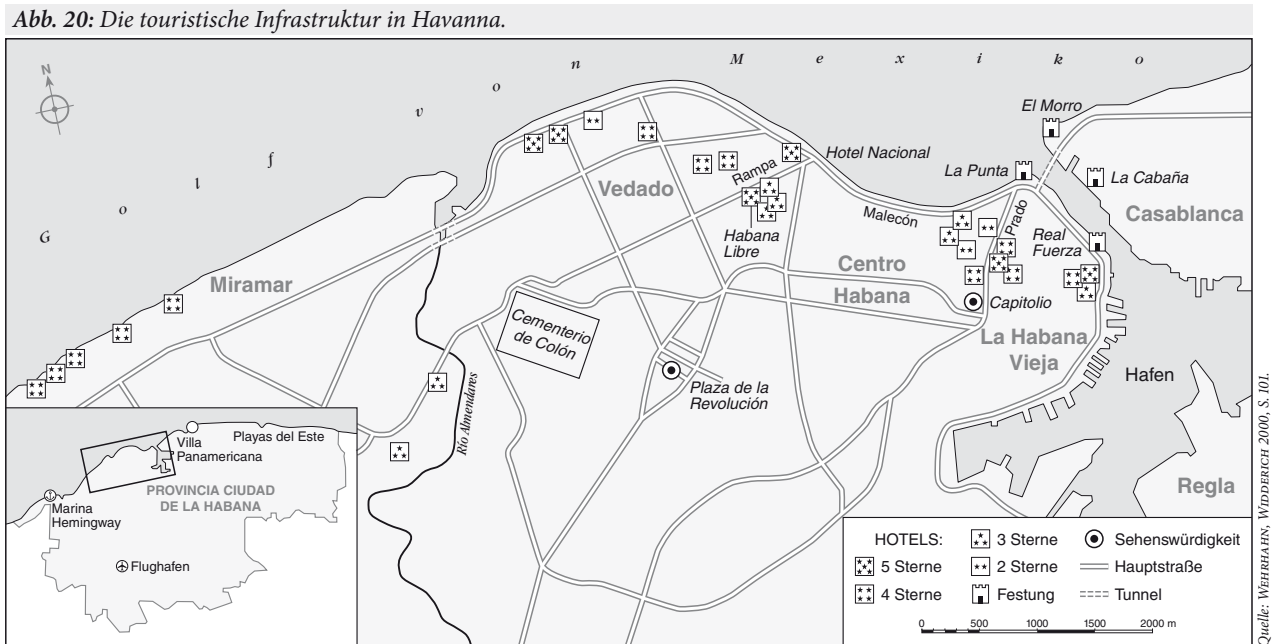 Abb. 20: Die touristische Infrastruktur in Havanna.
N
Golf von Mexiko
El Morro
Hotel Nacional
La Punta
La Cabaña
Rampa
Vedado
Malecón
Prado
Real
Fuerza
Casablanca
Habana
Libre
Miramar
Centro
Habana
Capitolio
Cementerio
de Colón
La Habana
Vieja
Plaza de la
Revolución
Hafen
Río Almendares
Regla
Villa
Panamericana
Playas del Este
PROVINCIA CIUDAD
DE LA HABANA
Marina
Hemingway
Flughafen
HOTELS:
5 Sterne
4 Sterne
3 Sterne
2 Sterne
Festung
Sehenswürdigkeit
Hauptstraße
Tunnel
0 500 1000 1500 2000 m
Quelle: WEHRHAHN, WIDDERICH 2000, S. 101.